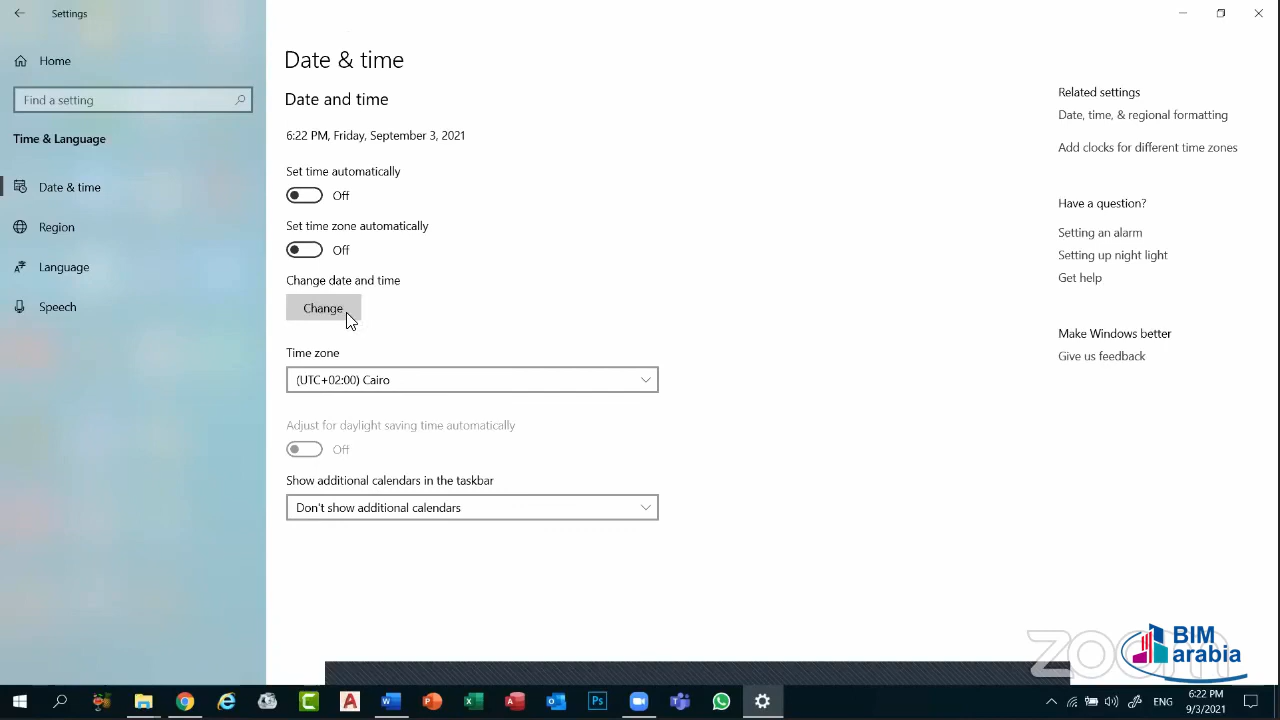 Settings
Home
Find a setting
Time & Language
Date & time
Region
Language
Speech
Date & time
Date and time
6:22 PM, Friday, September 3, 2021
Set time automatically
Off
Set time zone automatically
Off
Change date and time
Change
Time zone
(UTC+02:00) Cairo
Adjust for daylight saving time automatically
Off
Show additional calendars in the taskbar
Don't show additional calendars
Related settings
Date, time, & regional formatting
Add clocks for different time zones
Have a question?
Setting an alarm
Setting up night light
Get help
Make Windows better
Give us feedback
zoom
BIM
arabia
ENG
6:22 PM
9/3/2021